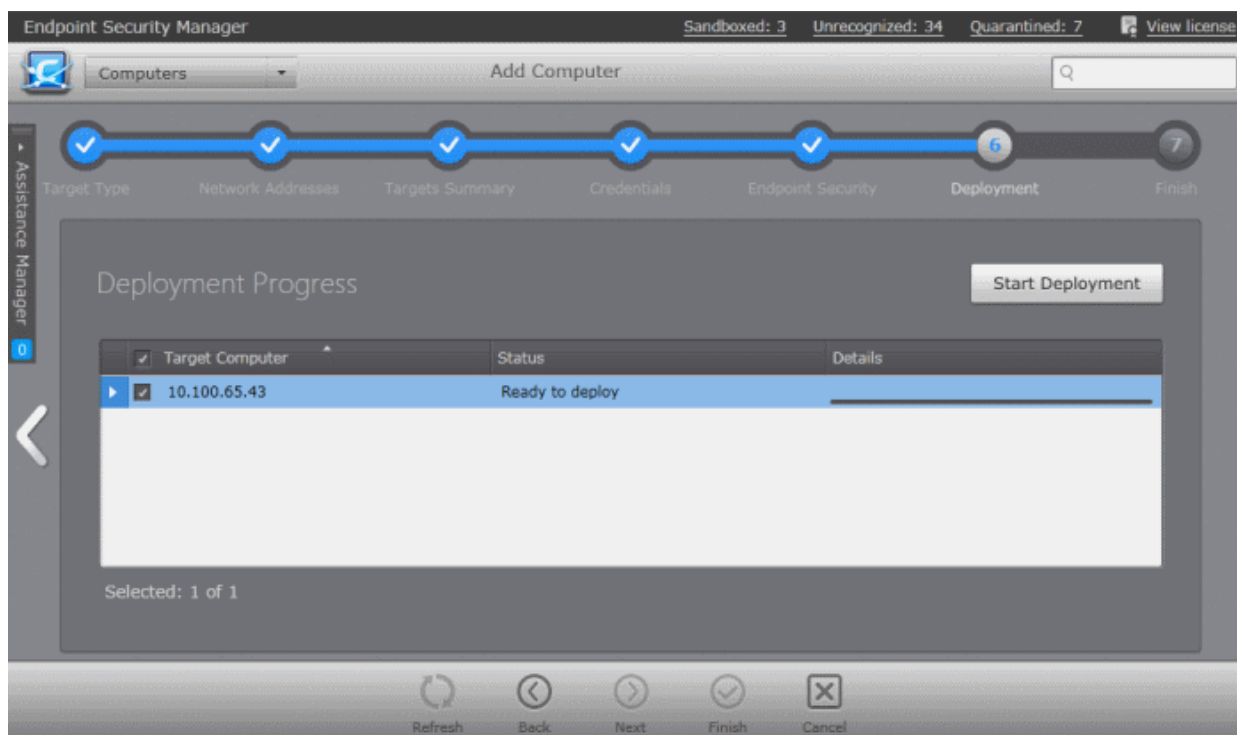 Endpoint Security Manager Sandboxed: 3 Unrecognized: 34 Quarantined: 7 View license
Computers Add Computer
6 7
Target Type Network Addresses Targets Summary Credentials Endpoint Security Deployment Finish
Assistance Manager
0
Deployment Progress Start Deployment
Target Computer Status Details
10.100.65.43 Ready to deploy
Selected: 1 of 1
Refresh Back Next Finish Cancel